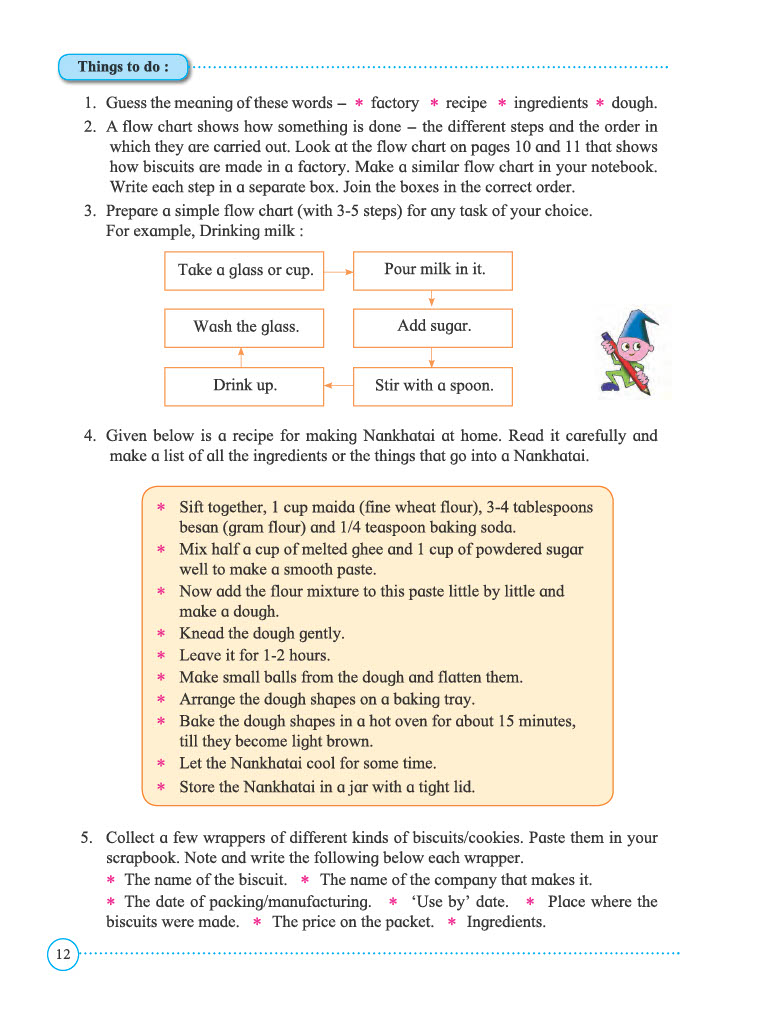 Things to do :
1. Guess the meaning of these words – * factory * recipe * ingredients * dough.
2. A flow chart shows how something is done – the different steps and the order in
which they are carried out. Look at the flow chart on pages 10 and 11 that shows
how biscuits are made in a factory. Make a similar flow chart in your notebook.
Write each step in a separate box. Join the boxes in the correct order.
3. Prepare a simple flow chart (with 3-5 steps) for any task of your choice.
For example, Drinking milk :
Take a glass or cup.
Pour milk in it.
Add sugar.
Stir with a spoon.
Drink up.
Wash the glass.
4. Given below is a recipe for making Nankhatai at home. Read it carefully and
make a list of all the ingredients or the things that go into a Nankhatai.
* Sift together, 1 cup maida (fine wheat flour), 3-4 tablespoons
besan (gram flour) and 1/4 teaspoon baking soda.
* Mix half a cup of melted ghee and 1 cup of powdered sugar
well to make a smooth paste.
* Now add the flour mixture to this paste little by little and
make a dough.
* Knead the dough gently.
* Leave it for 1-2 hours.
* Make small balls from the dough and flatten them.
* Arrange the dough shapes on a baking tray.
* Bake the dough shapes in a hot oven for about 15 minutes,
till they become light brown.
* Let the Nankhatai cool for some time.
* Store the Nankhatai in a jar with a tight lid.
5. Collect a few wrappers of different kinds of biscuits/cookies. Paste them in your
scrapbook. Note and write the following below each wrapper.
* The name of the biscuit. * The name of the company that makes it.
* The date of packing/manufacturing. * ‘Use by’ date. * Place where the
biscuits were made. * The price on the packet. * Ingredients.
12